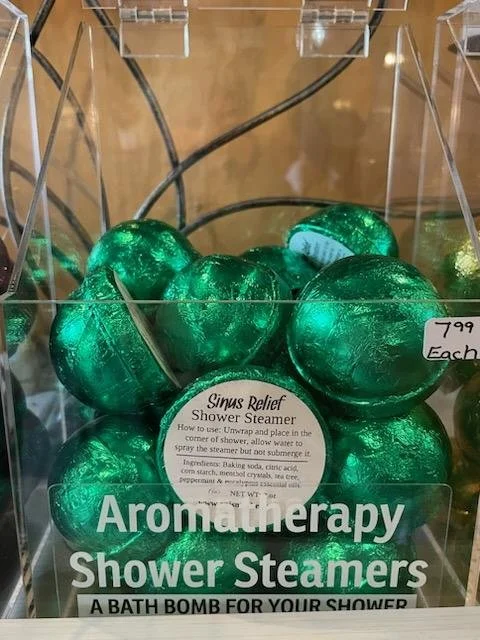 7⁹⁹
Each
Sinus Relief
Shower Steamer
How to use: Unwrap and place in the
corner of shower, allow water to
spray the steamer but not submerge it.
Ingredients: Baking soda, citric acid,
corn starch, menthol crystals, tea tree,
peppermint & eucalyptus essential oils.
NET WT
Aromatherapy
Shower Steamers
A BATH BOMB FOR YOUR SHOWER